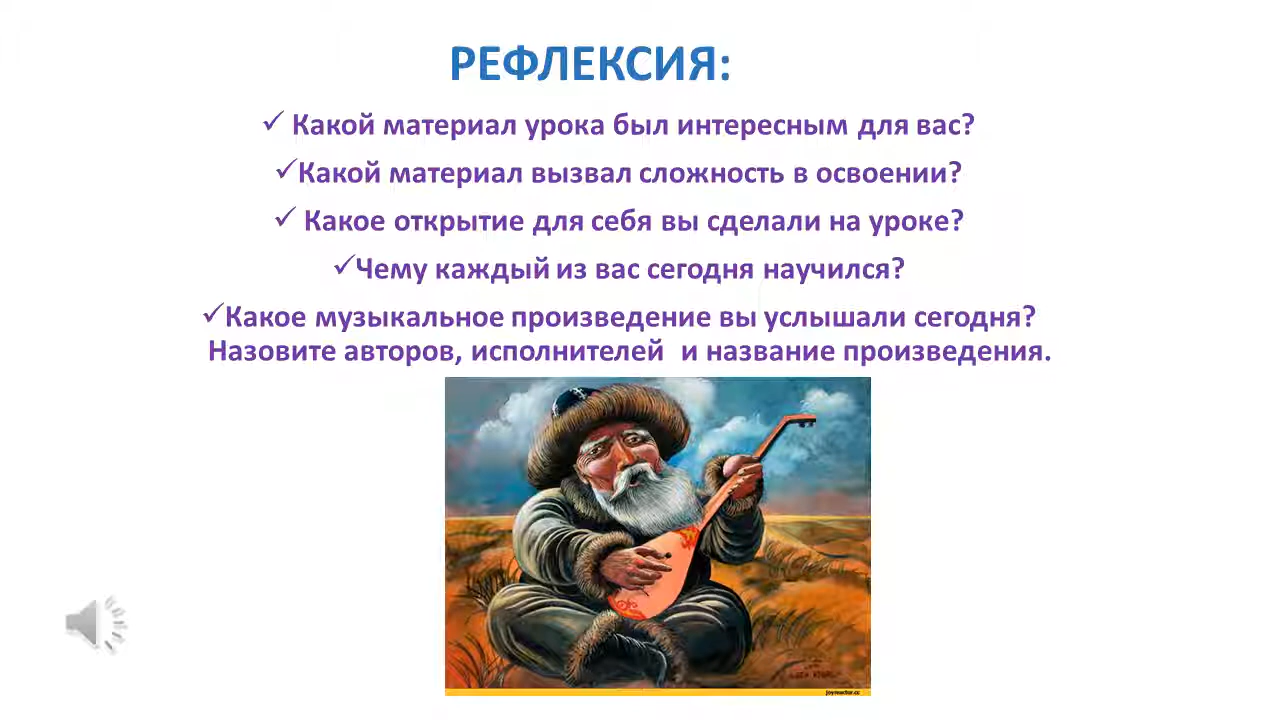 РЕФЛЕКСИЯ:
✓ Какой материал урока был интересным для вас?
✓Какой материал вызвал сложность в освоении?
✓ Какое открытие для себя вы сделали на уроке?
✓Чему каждый из вас сегодня научился?
✓Какое музыкальное произведение вы услышали сегодня?
Назовите авторов, исполнителей и название произведения.
joyreactor.cc